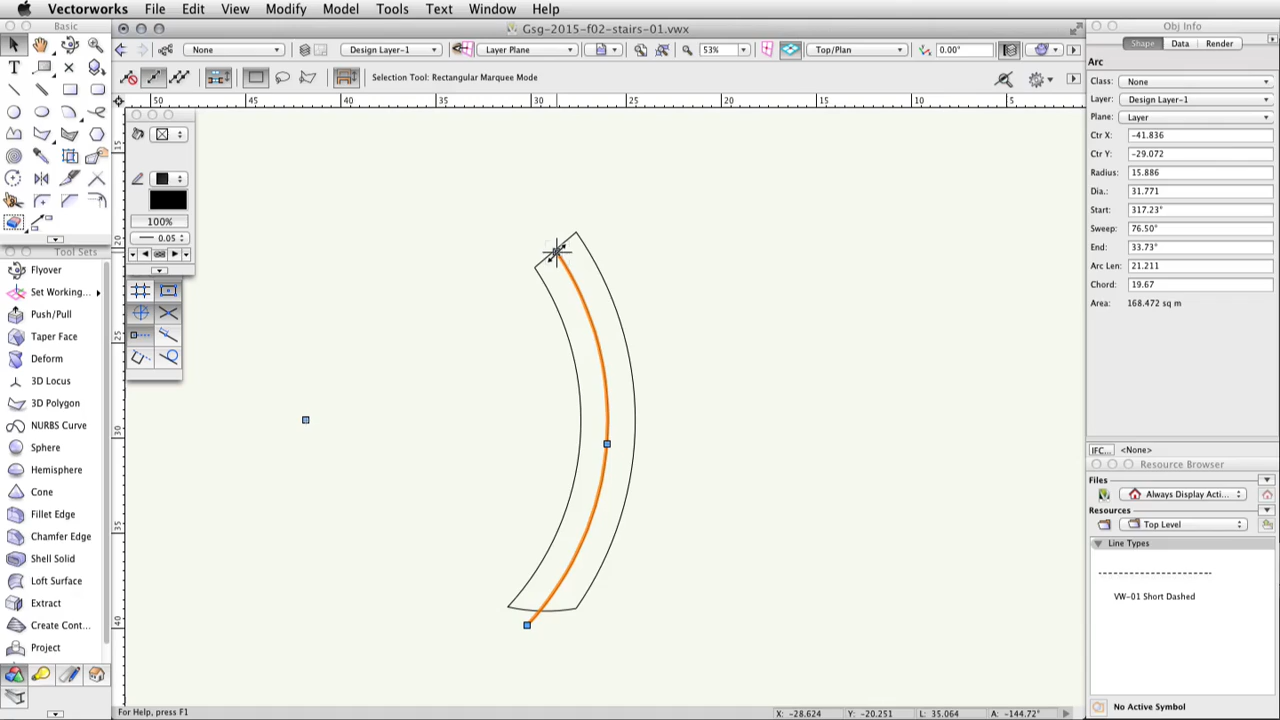 Vectorworks File Edit View Modify Model Tools Text Window Help
Basic
Gsg-2015-f02-stairs-01.vwx
Obj Info
None
Design Layer-1
Layer Plane
53%
Top/Plan
0.00°
Shape Data Render
Selection Tool: Rectangular Marquee Mode
Arc
Class: None
Layer: Design Layer-1
Plane: Layer
Ctr X: -41.836
Ctr Y: -29.072
Radius: 15.886
Dia.: 31.771
Start: 317.23°
Sweep: 76.50°
End: 33.73°
Arc Len: 21.211
Chord: 19.67
Area: 168.472 sq m
50 45 40 35 30 25 20 15 10 5
15
20
25
30
35
40
100%
0.05
Tool Sets
Flyover
Set Working...
Push/Pull
Taper Face
Deform
3D Locus
3D Polygon
NURBS Curve
Sphere
Hemisphere
Cone
Fillet Edge
Chamfer Edge
Shell Solid
Loft Surface
Extract
Create Cont...
Project
IFC... <None>
Resource Browser
Files
Always Display Acti...
Resources
Top Level
Line Types
VW-01 Short Dashed
No Active Symbol
For Help, press F1
X: -28.624 Y: -20.251 L: 35.064 A: -144.72°